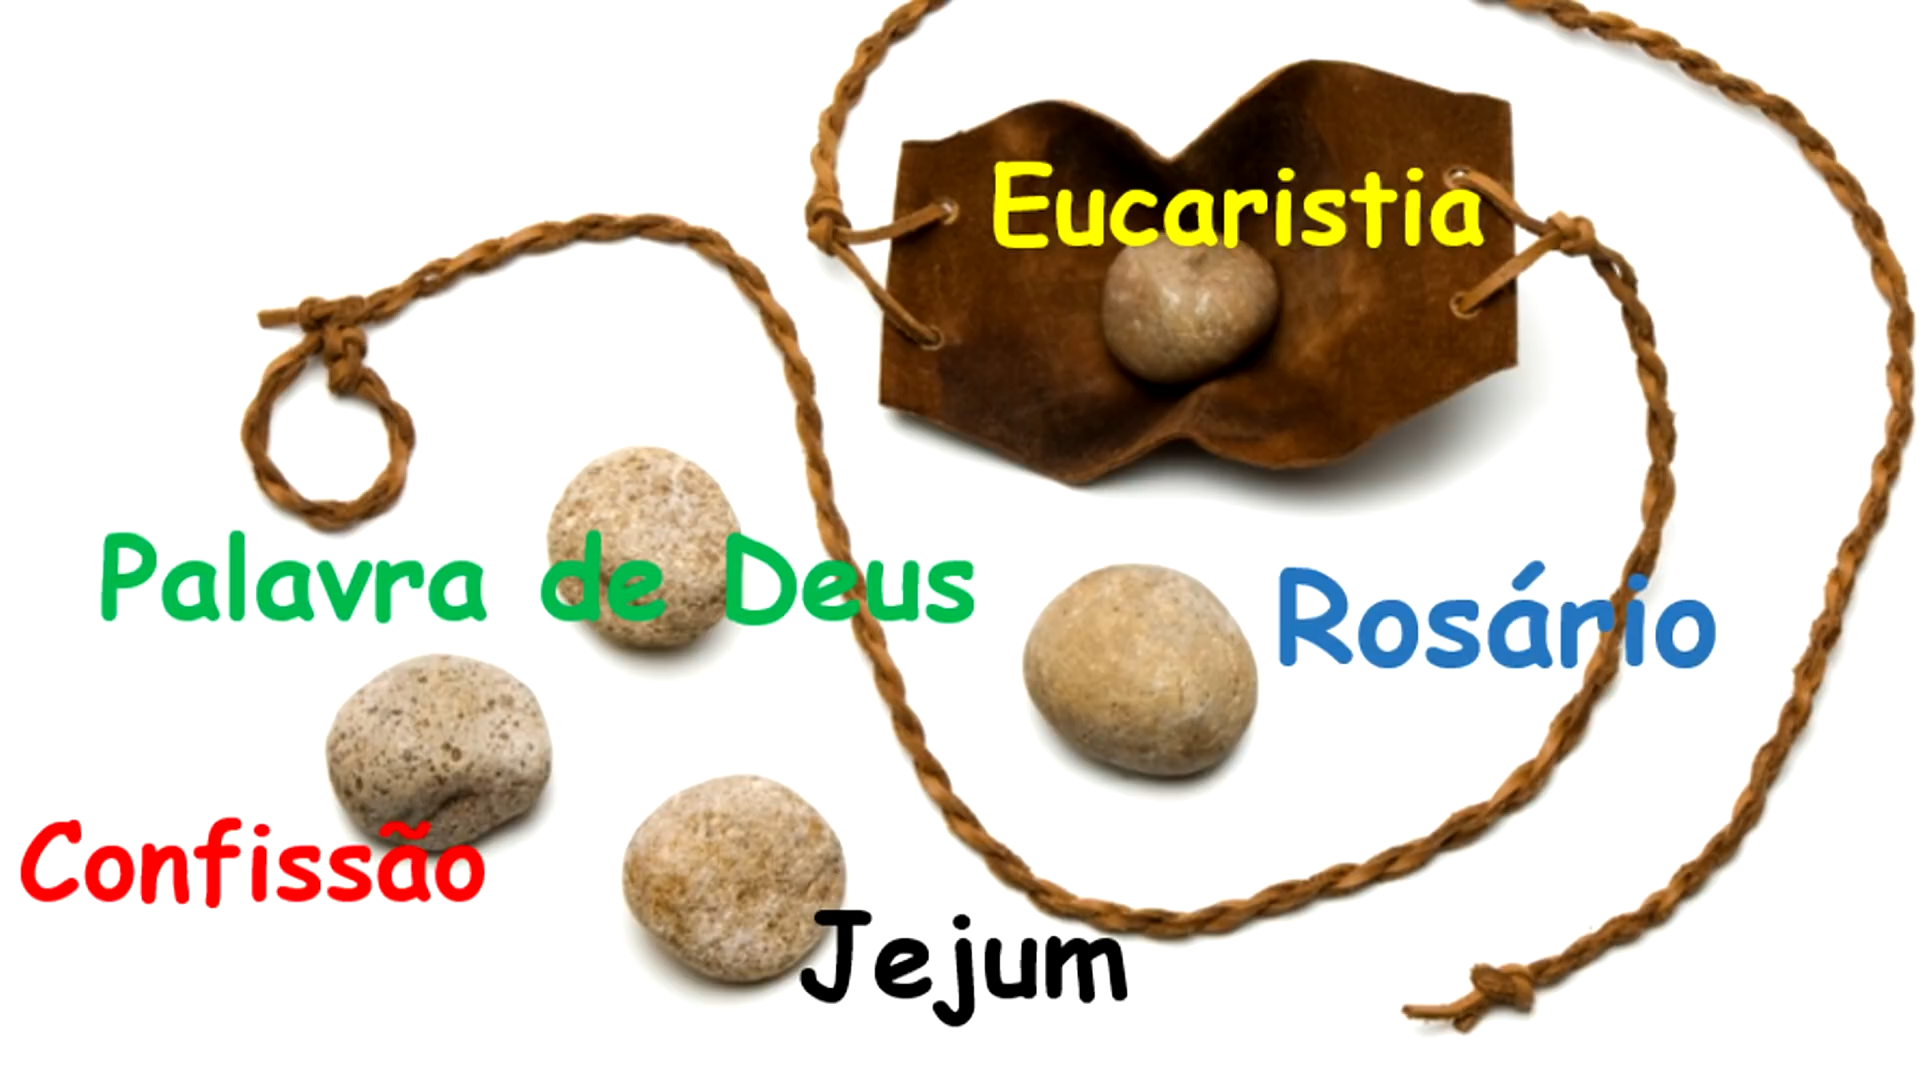 Eucaristia
Palavra de Deus
Rosário
Confissão
Jejum